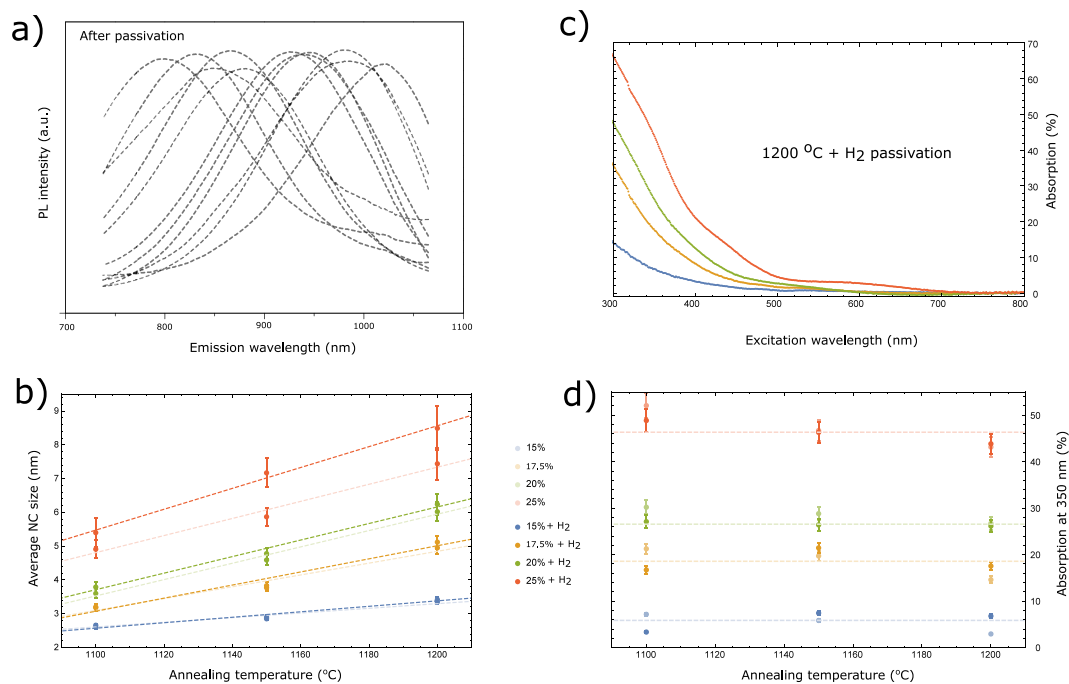 a)
After passivation
PL intensity (a.u.)
700
800
900
1000
1100
Emission wavelength (nm)
c)
1200 °C + H2 passivation
70
60
50
40
30
20
10
0
Absorption (%)
300
400
500
600
700
800
Excitation wavelength (nm)
b)
Average NC size (nm)
9
8
7
6
5
4
3
2
1100
1120
1140
1160
1180
1200
Annealing temperature (°C)
15%
17,5%
20%
25%
15% + H2
17,5% + H2
20% + H2
25% + H2
d)
50
40
30
20
10
0
Absorption at 350 nm (%)
1100
1120
1140
1160
1180
1200
Annealing temperature (°C)